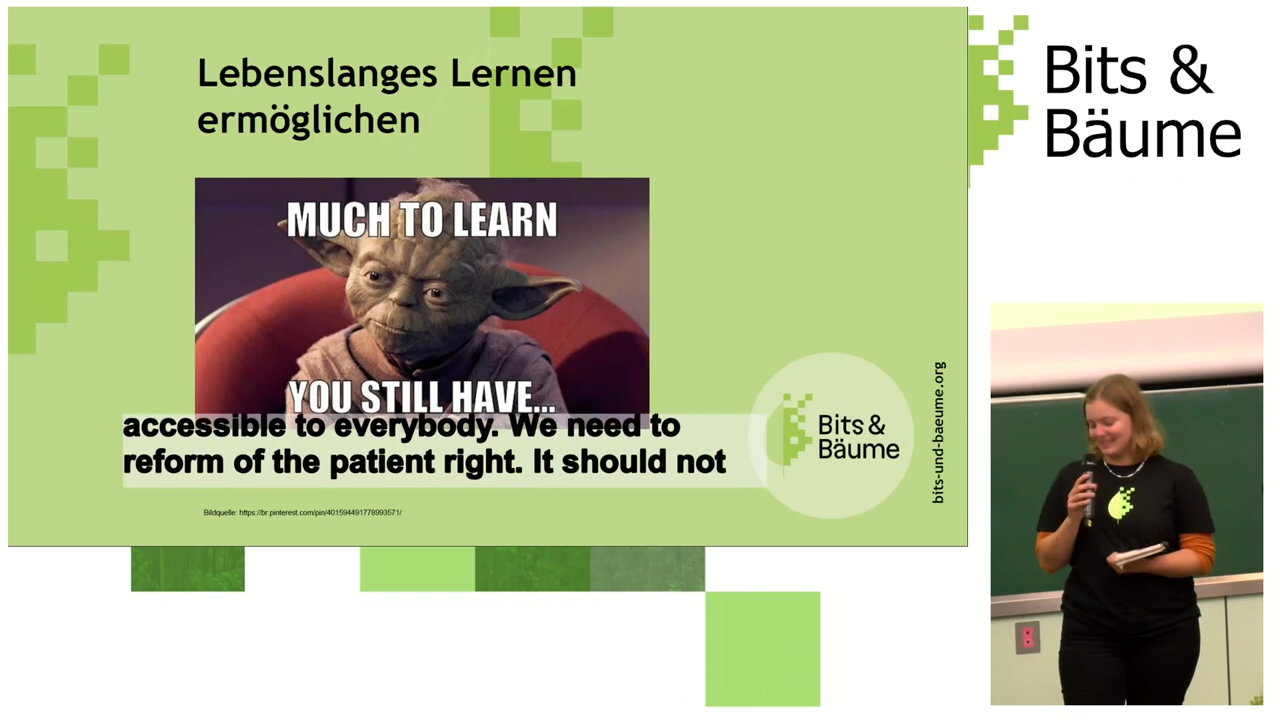 Lebenslanges Lernen
ermöglichen
MUCH TO LEARN
YOU STILL HAVE...
accessible to everybody. We need to
reform of the patient right. It should not
Bits &
Bäume
bits-und-baeume.org
Bildquelle: https://br.pinterest.com/pin/401594491778993571/
Bits &
Bäume